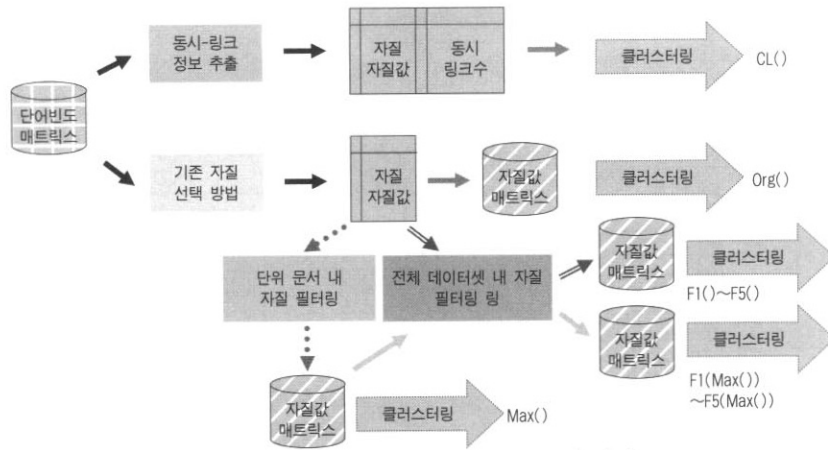 동시-링크
정보 추출
자질
자질값
동시
링크수
클러스터링
CL()
단어빈도
매트릭스
기존 자질
선택 방법
자질
자질값
자질값
매트릭스
클러스터링
Org()
단위 문서 내
자질 필터링
전체 데이터셋 내 자질
필터링 링
자질값
매트릭스
클러스터링
F1()~F5()
자질값
매트릭스
클러스터링
F1(Max())
~F5(Max())
자질값
매트릭스
클러스터링
Max()